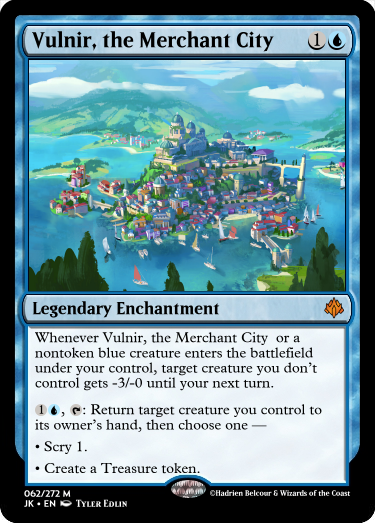 Vulnir, the Merchant City 1
Legendary Enchantment
Whenever Vulnir, the Merchant City or a
nontoken blue creature enters the battlefield
under your control, target creature you don't
control gets -3/-0 until your next turn.
1, : Return target creature you control to
its owner's hand, then choose one —
• Scry 1.
• Create a Treasure token.
062/272 M
JK • EN Tyler Edlin
©Hadrien Belcour & Wizards of the Coast